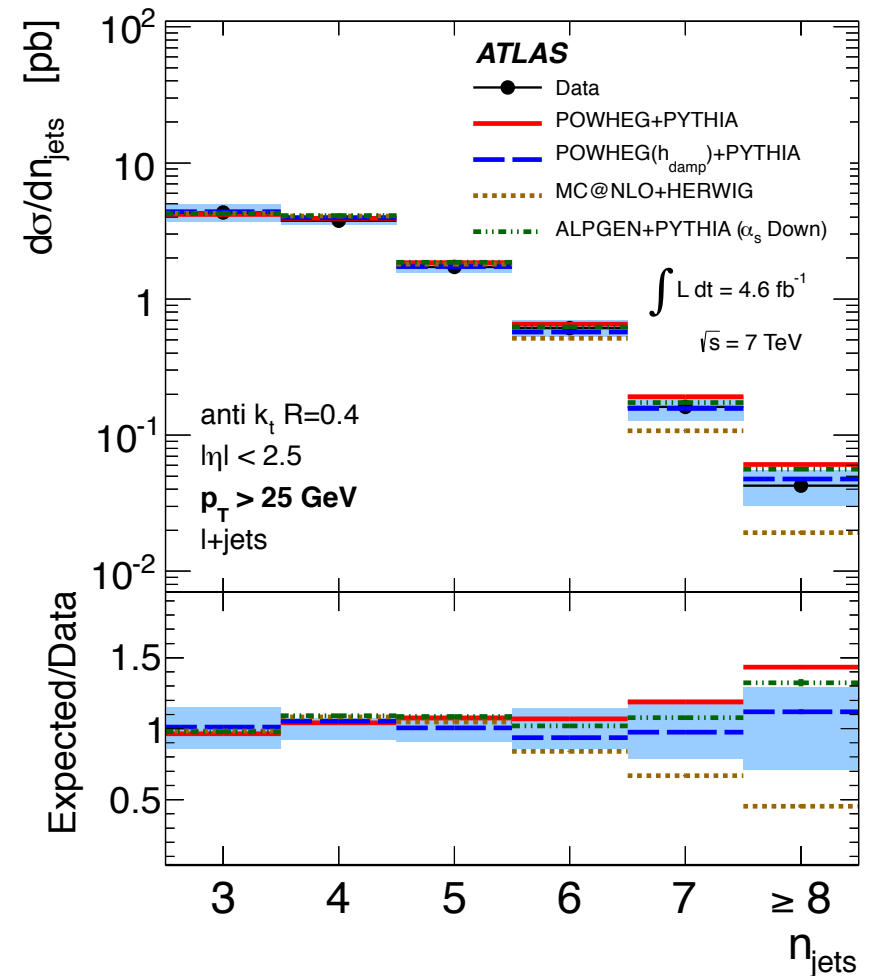 dσ/dn_jets [pb]
10²
10
1
10⁻¹
10⁻²
ATLAS
Data
POWHEG+PYTHIA
POWHEG(h_damp)+PYTHIA
MC@NLO+HERWIG
ALPGEN+PYTHIA (α_s Down)
∫ L dt = 4.6 fb⁻¹
√s = 7 TeV
anti k_t R=0.4
|η| < 2.5
p_T > 25 GeV
l+jets
Expected/Data
1.5
1
0.5
3 4 5 6 7 ≥ 8
n_jets